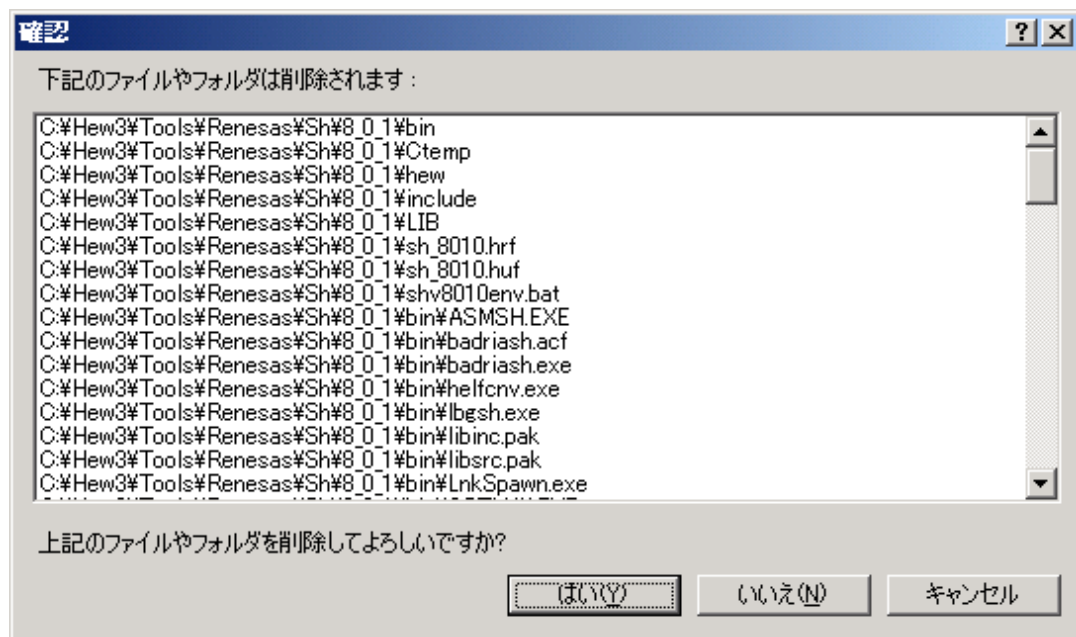 確認
下記のファイルやフォルダは削除されます：
C:¥Hew3¥Tools¥Renesas¥Sh¥8_0_1¥bin
C:¥Hew3¥Tools¥Renesas¥Sh¥8_0_1¥Ctemp
C:¥Hew3¥Tools¥Renesas¥Sh¥8_0_1¥hew
C:¥Hew3¥Tools¥Renesas¥Sh¥8_0_1¥include
C:¥Hew3¥Tools¥Renesas¥Sh¥8_0_1¥LIB
C:¥Hew3¥Tools¥Renesas¥Sh¥8_0_1¥sh_8010.hrf
C:¥Hew3¥Tools¥Renesas¥Sh¥8_0_1¥sh_8010.huf
C:¥Hew3¥Tools¥Renesas¥Sh¥8_0_1¥shv8010env.bat
C:¥Hew3¥Tools¥Renesas¥Sh¥8_0_1¥bin¥ASMSH.EXE
C:¥Hew3¥Tools¥Renesas¥Sh¥8_0_1¥bin¥badriash.acf
C:¥Hew3¥Tools¥Renesas¥Sh¥8_0_1¥bin¥badriash.exe
C:¥Hew3¥Tools¥Renesas¥Sh¥8_0_1¥bin¥helfcnv.exe
C:¥Hew3¥Tools¥Renesas¥Sh¥8_0_1¥bin¥lbgsh.exe
C:¥Hew3¥Tools¥Renesas¥Sh¥8_0_1¥bin¥libinc.pak
C:¥Hew3¥Tools¥Renesas¥Sh¥8_0_1¥bin¥libsrc.pak
C:¥Hew3¥Tools¥Renesas¥Sh¥8_0_1¥bin¥LnkSpawn.exe
上記のファイルやフォルダを削除してよろしいですか?
はい(Y) いいえ(N) キャンセル